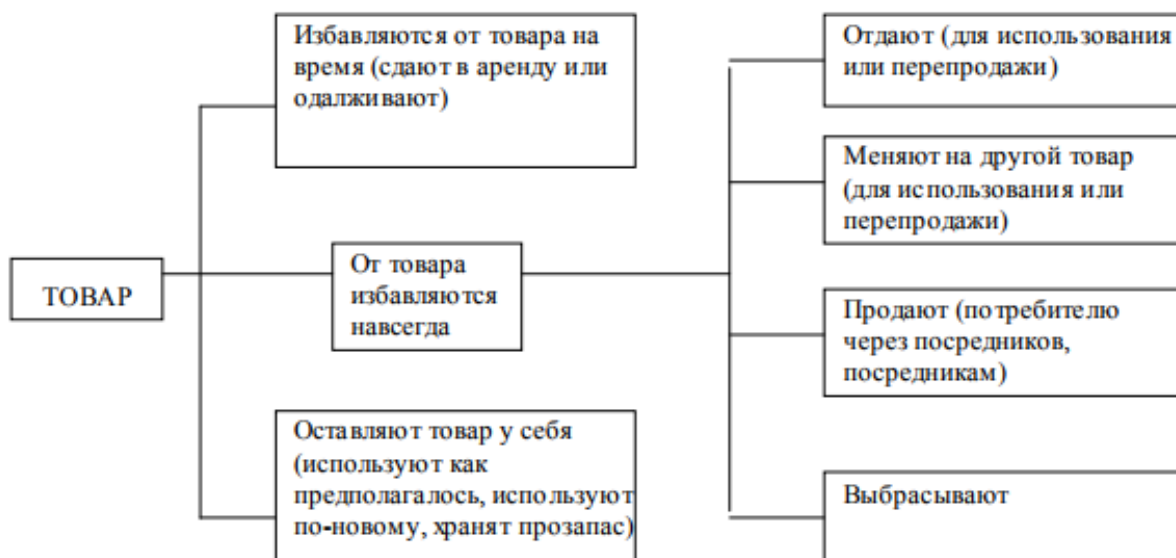 Избавляются от товара на
время (сдают в аренду или
одалживают)
ТОВАР
От товара
избавляются
навсегда
Оставляют товар у себя
(используют как
предполагалось, используют
по-новому, хранят прозапас)
Отдают (для использования
или перепродажи)
Меняют на другой товар
(для использования или
перепродажи)
Продают (потребителю
через посредников,
посредникам)
Выбрасывают